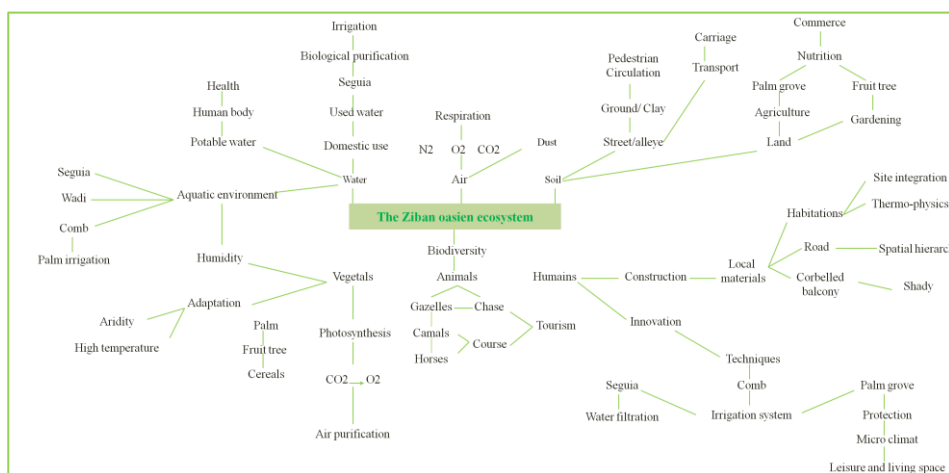 Commerce
Irrigation
Carriage
Biological purification
Pedestrian
Circulation
Nutrition
Transport
Health
Seguia
Palm grove
Fruit tree
Human body
Used water
Respiration
Ground/ Clay
Agriculture
Gardening
Potable water
Domestic use
N2 O2 CO2
Dust
Street/alleye
Land
Seguia
Water
Air
Soil
Site integration
Aquatic environment
Thermo-physics
Wadi
The Ziban oasien ecosystem
Habitations
Comb
Biodiversity
Road
Spatial hierarc
Palm irrigation
Humidity
Vegetals
Animals
Humains
Construction
Local
materials
Corbelled
balcony
Shady
Adaptation
Gazelles
Chase
Aridity
Palm
Photosynthesis
Camals
Tourism
Innovation
High temperature
Fruit tree
Course
Horses
Cereals
CO2 O2
Techniques
Seguia
Comb
Palm grove
Water filtration
Irrigation system
Protection
Air purification
Micro climat
Leisure and living space